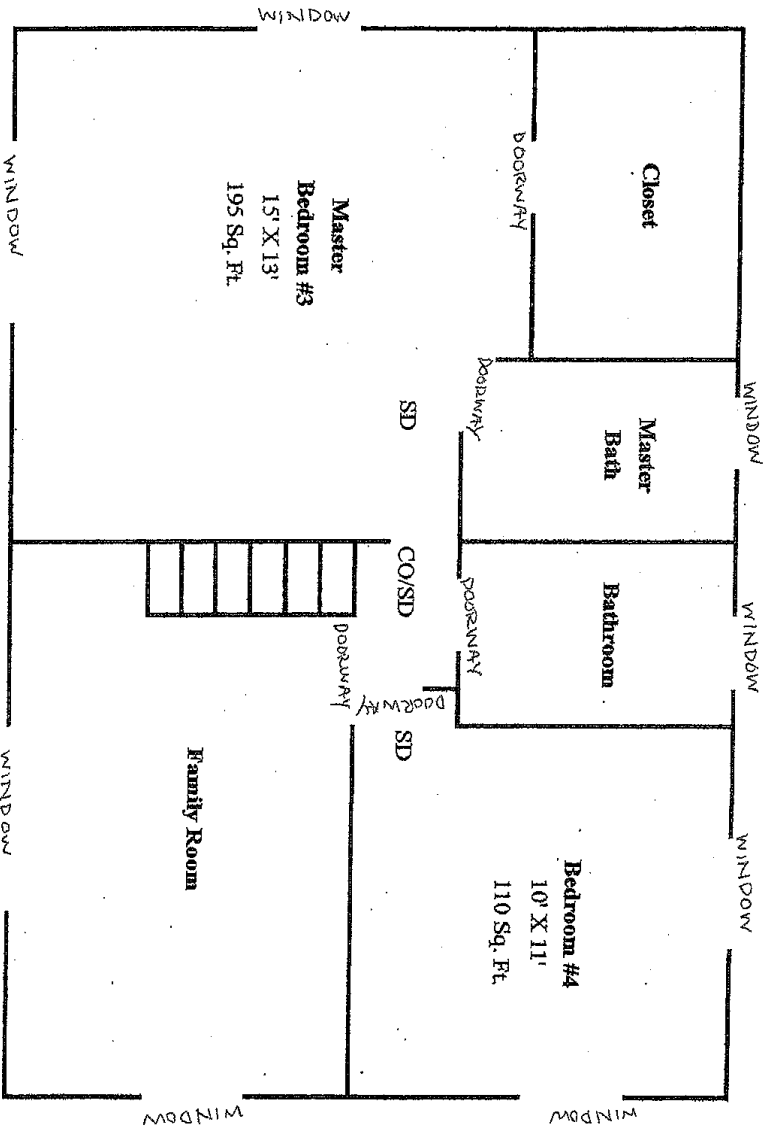 WINDOW
WINDOW
WINDOW
Closet
Master
Bath
Bathroom
Bedroom #4
10' X 11'
110 Sq. Ft.
WINDOW
DOORWAY
DOORWAY
DOORWAY
DOORWAY
SD
CO/SD
SD
WINDOW
Master
Bedroom #3
15' X 13'
195 Sq. Ft.
DOORWAY
Family Room
WINDOW
WINDOW
WINDOW